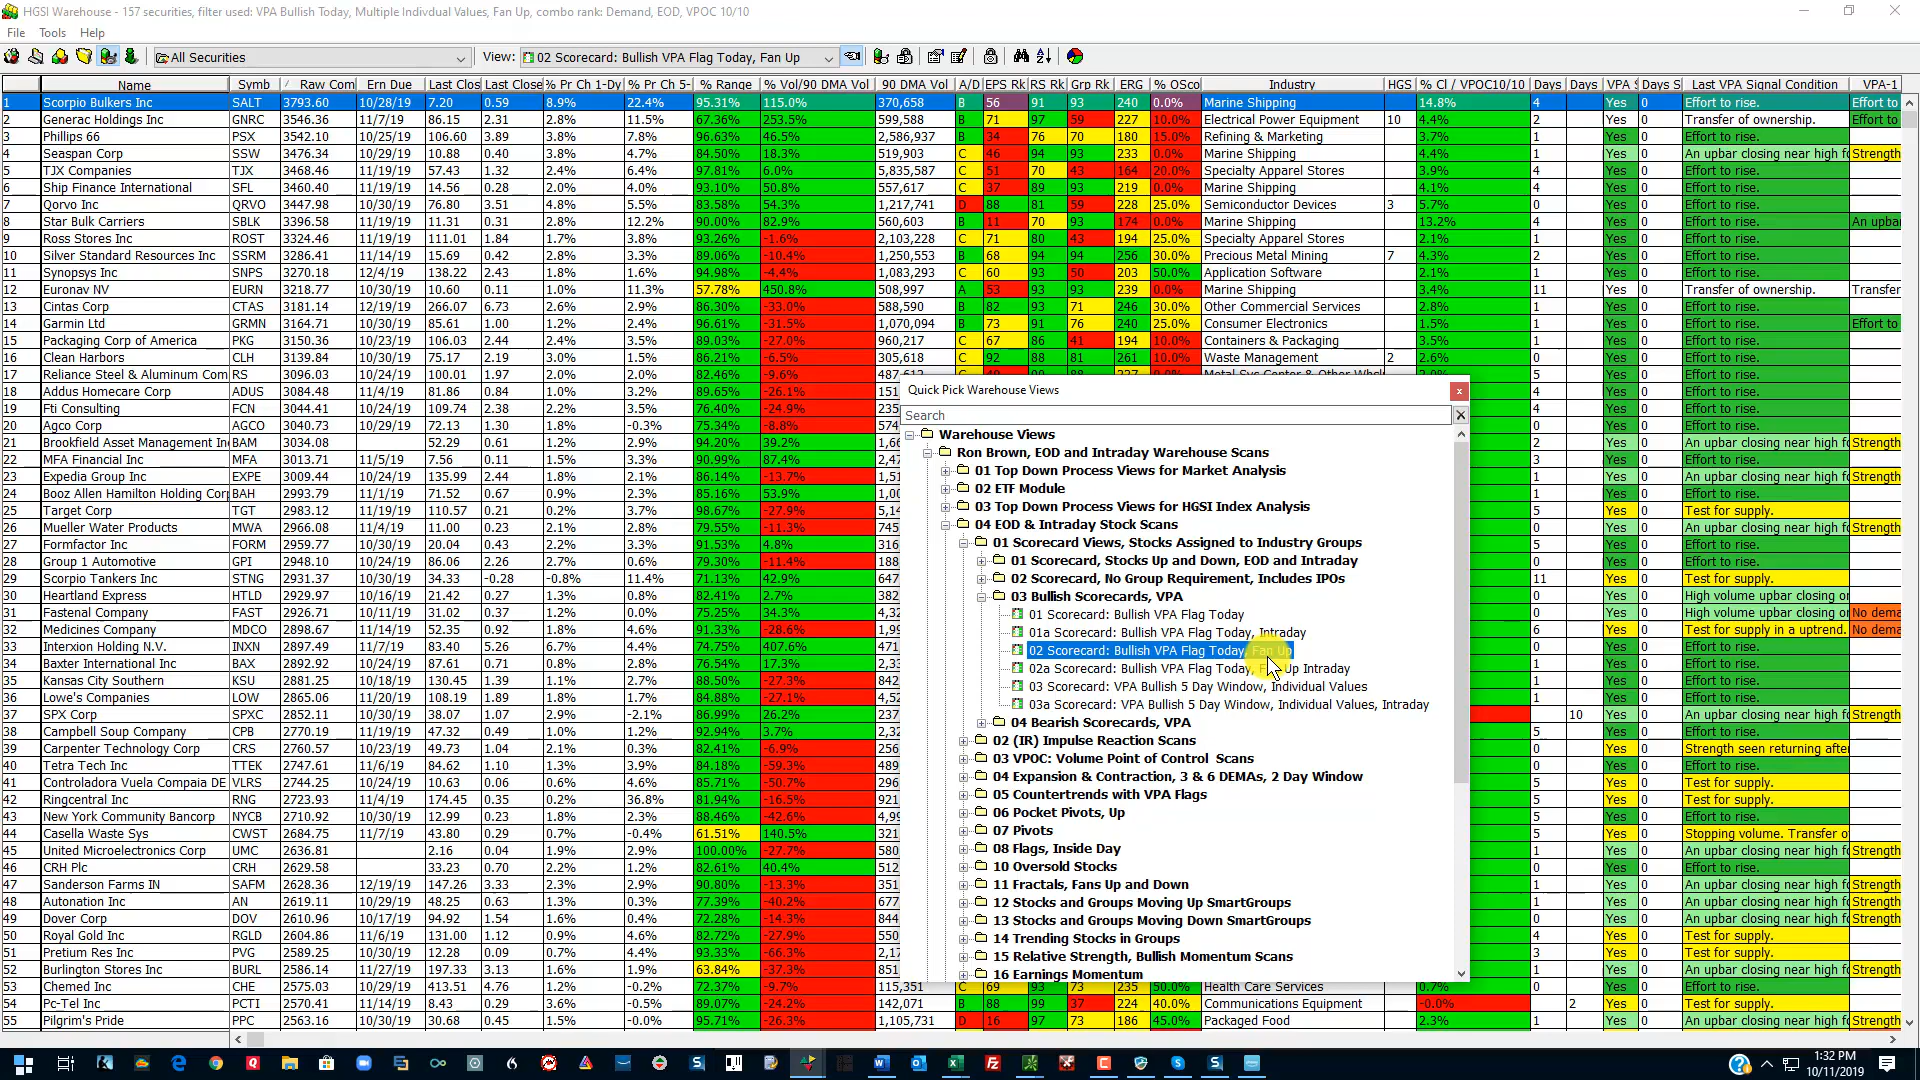 HGSI Warehouse - 157 securities, filter used: VPA Bullish Today, Multiple Indivdual Values, Fan Up, combo rank: Demand, EOD, VPOC 10/10
File Tools Help
All Securities View: 02 Scorecard: Bullish VPA Flag Today, Fan Up
Name Symb Raw Com Ern Due Last Clos Last Close % Pr Ch 1-Dy % Pr Ch 5- % Range % Vol/90 DMA Vol 90 DMA Vol A/D EPS Rk RS Rk Grp Rk ERG % OSco Industry HGS % Cl / VPOC10/10 Days Days VPA Days S Last VPA Signal Condition VPA-1
1 Scorpio Bulkers Inc SALT 3793.60 10/28/19 7.20 0.59 8.9% 22.4% 95.31% 115.0% 370,658 B 56 91 93 240 0.0% Marine Shipping 14.8% 4 Yes 0 Effort to rise. Effort to
2 Generac Holdings Inc GNRC 3546.36 11/7/19 86.15 2.31 2.8% 11.5% 67.36% 253.5% 599,588 B 71 97 59 227 10.0% Electrical Power Equipment 10 4.4% 2 Yes 0 Transfer of ownership. Effort to
3 Phillips 66 PSX 3542.10 10/25/19 106.60 3.89 3.8% 7.8% 96.63% 46.5% 2,586,937 B 34 76 70 180 15.0% Refining & Marketing 3.7% 1 Yes 0 Effort to rise.
4 Seaspan Corp SSW 3476.34 10/29/19 10.88 0.40 3.8% 4.7% 84.50% 18.3% 519,903 C 46 94 93 233 0.0% Marine Shipping 4.4% 1 Yes 0 An upbar closing near high fo Strength
5 TJX Companies TJX 3468.46 11/19/19 57.43 1.32 2.4% 6.4% 97.81% 6.0% 5,835,587 C 51 70 43 164 20.0% Specialty Apparel Stores 3.9% 4 Yes 0 Effort to rise.
6 Ship Finance International SFL 3460.40 11/19/19 14.56 0.28 2.0% 4.0% 93.10% 50.8% 557,617 C 37 89 93 219 0.0% Marine Shipping 4.1% 1 Yes 0 Effort to rise.
7 Qorvo Inc QRVO 3447.98 10/30/19 76.80 3.51 4.8% 5.5% 83.58% 54.3% 1,217,741 D 88 81 59 228 25.0% Semiconductor Devices 3 5.7% 0 Yes 0 Effort to rise.
8 Star Bulk Carriers SBLK 3396.58 11/19/19 11.31 0.31 2.8% 12.2% 90.00% 82.9% 560,603 B 11 70 93 174 0.0% Marine Shipping 13.2% 4 Yes 0 Effort to rise. An upbar
9 Ross Stores Inc ROST 3324.46 11/19/19 111.01 1.84 1.7% 3.8% 93.26% -1.6% 2,103,228 C 71 80 43 194 25.0% Specialty Apparel Stores 2.1% 1 Yes 0 Effort to rise.
10 Silver Standard Resources Inc SSRM 3286.41 11/14/19 15.69 0.42 2.8% 3.3% 89.06% -10.4% 1,250,553 B 68 94 94 256 30.0% Precious Metal Mining 7 4.3% 2 Yes 0 Effort to rise.
11 Synopsys Inc SNPS 3270.18 12/4/19 138.22 2.43 1.8% 1.6% 94.98% -4.4% 1,083,293 C 60 93 50 203 50.0% Application Software 2.1% 1 Yes 0 Effort to rise.
12 Euronav NV EURN 3218.77 10/30/19 10.60 0.11 1.0% 11.3% 57.78% 450.8% 508,997 A 53 93 93 239 0.0% Marine Shipping 3.4% 11 Yes 0 Transfer of ownership. Transfer
13 Cintas Corp CTAS 3181.14 12/19/19 266.07 6.73 2.6% 2.9% 86.30% -33.0% 588,590 B 82 93 71 246 30.0% Other Commercial Services 2.8% 1 Yes 0 Effort to rise.
14 Garmin Ltd GRMN 3164.71 10/30/19 85.61 1.00 1.2% 2.4% 96.61% -31.5% 1,070,094 B 73 91 76 240 25.0% Consumer Electronics 1.5% 1 Yes 0 Effort to rise. Effort to
15 Packaging Corp of America PKG 3150.36 10/23/19 106.03 2.44 2.4% 3.5% 89.03% -27.0% 960,217 C 67 86 41 194 10.0% Containers & Packaging 3.5% 1 Yes 0 Effort to rise.
16 Clean Harbors CLH 3139.84 10/30/19 75.17 2.19 3.0% 1.5% 86.21% -6.5% 305,618 C 92 88 81 261 10.0% Waste Management 2 2.6% 0 Yes 0 Effort to rise.
17 Reliance Steel & Aluminum Com RS 3096.03 10/24/19 100.01 1.97 2.0% 2.0% 82.46% -9.6% 5 Yes 0 Effort to rise.
18 Addus Homecare Corp ADUS 3084.48 11/4/19 81.86 0.84 1.0% 3.2% 89.65% -26.1% 151 4 Yes 0 Effort to rise.
19 Fti Consulting FCN 3044.41 10/24/19 109.74 2.38 2.2% 3.5% 76.40% -24.9% 235 4 Yes 0 Effort to rise.
20 Agco Corp AGCO 3040.73 10/29/19 72.13 1.30 1.8% -0.3% 75.34% -8.8% 0 Yes 0 Effort to rise.
21 Brookfield Asset Management In BAM 3034.08 52.29 0.61 1.2% 2.9% 94.20% 39.2% 1,66 2 Yes 0 An upbar closing near high fo Strength
22 MFA Financial Inc MFA 3013.71 11/5/19 7.56 0.11 1.5% 3.3% 90.99% 87.4% 2,47 3 Yes 0 Effort to rise.
23 Expedia Group Inc EXPE 3009.44 10/24/19 135.99 2.44 1.8% 2.1% 86.14% -13.7% 1,51 Yes 0 An upbar closing near high fo Strength
24 Booz Allen Hamilton Holding Corp BAH 2993.79 11/1/19 71.52 0.67 0.9% 2.3% 85.16% 53.9% 1,00 1 Yes 0 Effort to rise.
25 Target Corp TGT 2983.12 11/19/19 110.57 0.21 0.2% 0.4% 98.67% -27.9% 5,14 5 Yes 0 Test for supply.
26 Mueller Water Products MWA 2966.08 11/4/19 11.00 0.23 2.1% 2.8% 79.55% -11.3% 745 0 Yes 0 An upbar closing near high fo Strength
27 Formfactor Inc FORM 2959.77 10/30/19 20.04 0.43 2.2% 3.3% 91.53% 4.8% 5 Yes 0 Effort to rise.
28 Group 1 Automotive GPI 2948.10 10/24/19 86.06 2.26 2.7% 0.6% 79.30% -11.4% 188 0 Yes 0 Effort to rise.
29 Scorpio Tankers Inc STNG 2931.37 10/30/19 34.33 -0.28 -0.8% 11.4% 71.13% 42.9% 647 11 Yes 0 Test for supply.
30 Heartland Express HTLD 2929.97 10/16/19 21.42 0.27 1.3% 0.8% 82.41% 2.7% 382 0 Yes 0 High volume upbar closing on
31 Fastenal Company FAST 2926.71 10/11/19 31.02 0.37 1.2% 0.0% 75.25% 34.3% 0 Yes 0 High volume upbar closing or No dema
32 Medicines Company MDCO 2898.67 11/14/19 52.35 0.92 1.8% 4.6% 91.33% -28.6% 6 Yes 0 Test for supply in a uptrend. No dema
33 Interxion Holding N.V. INXN 2897.49 11/7/19 83.40 5.26 6.7% 4.4% 74.75% 407.6% 1 Yes 0 Effort to rise.
34 Baxter International Inc BAX 2892.92 10/24/19 87.61 0.71 0.8% 2.8% 76.54% 17.3% 1 Yes 0 Effort to rise.
35 Kansas City Southern KSU 2881.25 10/18/19 130.45 1.39 1.1% 2.7% 88.50% -27.3% 842 1 Yes 0 Effort to rise.
36 Lowe's Companies LOW 2865.06 11/20/19 108.19 1.89 1.8% 1.7% 84.88% -27.1% 4,52 1 Yes 0 Effort to rise.
37 SPX Corp SPXC 2852.11 10/30/19 38.07 1.07 2.9% -2.1% 86.99% 26.2% 237 10 Yes 0 An upbar closing near high fo Strength
38 Campbell Soup Company CPB 2770.19 11/19/19 47.32 0.49 1.0% 1.2% 92.94% 3.7% 2,32 5 Yes 0 Effort to rise.
39 Carpenter Technology Corp CRS 2760.57 10/23/19 49.73 1.04 2.1% 0.3% 82.41% -6.9% 256 0 Yes 0 Strength seen returning after
40 Tetra Tech Inc TTEK 2747.61 11/6/19 84.62 1.10 1.3% 3.9% 84.18% -59.3% 489 5 Yes 0 Test for supply.
41 Controladora Vuela Compaia DE VLRS 2744.25 10/24/19 10.63 0.06 0.6% 4.6% 85.71% -50.7% 236 5 Yes 0 Test for supply.
42 Ringcentral Inc RNG 2723.93 11/4/19 174.45 0.35 0.2% 36.8% 81.94% -16.5% 921 5 Yes 0 Test for supply.
43 New York Community Bancorp NYCB 2710.92 10/30/19 12.99 0.23 1.8% 2.3% 88.46% -42.6% 4,99 5 Yes 0 Test for supply.
44 Casella Waste Sys CWST 2684.75 11/7/19 43.80 0.29 0.7% -0.4% 61.51% 140.5% 321 5 Yes 0 Stopping volume. Transfer of
45 United Microelectronics Corp UMC 2636.81 2.16 0.04 1.9% 2.9% 100.00% -27.7% 580 1 Yes 0 An upbar closing near high fo Strength
46 CRH Plc CRH 2629.58 33.23 0.70 2.2% 1.2% 82.61% 40.4% 532 0 Yes 0 Effort to rise.
47 Sanderson Farms IN SAFM 2628.36 12/19/19 147.26 3.33 2.3% 2.9% 90.80% -13.3% 351 1 Yes 0 An upbar closing near high fo Strength
48 Autonation Inc AN 2619.11 10/29/19 48.25 0.63 1.3% 0.3% 77.39% -40.2% 677 1 Yes 0 An upbar closing near high fo Strength
49 Dover Corp DOV 2610.96 10/17/19 94.92 1.54 1.6% 0.4% 72.28% -14.3% 844 0 Yes 0 An upbar closing near high fo Strength
50 Royal Gold Inc RGLD 2604.86 11/6/19 131.00 1.12 0.9% 4.6% 82.72% -27.9% 550 4 Yes 0 Test for supply.
51 Pretium Res Inc PVG 2589.25 10/30/19 12.28 0.09 0.7% 4.4% 93.33% -66.3% 2,17 3 Yes 0 Test for supply.
52 Burlington Stores Inc BURL 2586.14 11/27/19 197.33 3.13 1.6% 1.9% 63.84% -37.3% 851 1 Yes 0 An upbar closing near high fo Strength
53 Chemed Inc CHE 2575.03 10/29/19 413.51 4.76 1.2% -0.2% 72.37% -9.7% 115,351 C 69 93 73 235 50.0% Health Care Services 0.7% 0 Yes 0 Effort to rise.
54 Pc-Tel Inc PCTI 2570.41 11/14/19 8.43 0.29 3.6% -0.5% 89.07% -24.2% 142,071 B 88 99 37 224 40.0% Communications Equipment -0.0% 2 Yes 0 Test for supply.
55 Pilgrim's Pride PPC 2563.16 10/30/19 30.68 0.45 1.5% -0.0% 95.71% -26.3% 1,105,731 D 16 97 73 186 45.0% Packaged Food 2.3% 1 Yes 0 An upbar closing near high fo Strength
Quick Pick Warehouse Views
Search
Warehouse Views
Ron Brown, EOD and Intraday Warehouse Scans
01 Top Down Process Views for Market Analysis
02 ETF Module
03 Top Down Process Views for HGSI Index Analysis
04 EOD & Intraday Stock Scans
01 Scorecard Views, Stocks Assigned to Industry Groups
01 Scorecard, Stocks Up and Down, EOD and Intraday
02 Scorecard, No Group Requirement, Includes IPOs
03 Bullish Scorecards, VPA
01 Scorecard: Bullish VPA Flag Today
01a Scorecard: Bullish VPA Flag Today, Intraday
02 Scorecard: Bullish VPA Flag Today, Fan Up
02a Scorecard: Bullish VPA Flag Today, Up Intraday
03 Scorecard: VPA Bullish 5 Day Window, Individual Values
03a Scorecard: VPA Bullish 5 Day Window, Individual Values, Intraday
04 Bearish Scorecards, VPA
02 (IR) Impulse Reaction Scans
03 VPOC: Volume Point of Control Scans
04 Expansion & Contraction, 3 & 6 DEMAs, 2 Day Window
05 Countertrends with VPA Flags
06 Pocket Pivots, Up
07 Pivots
08 Flags, Inside Day
10 Oversold Stocks
11 Fractals, Fans Up and Down
12 Stocks and Groups Moving Up SmartGroups
13 Stocks and Groups Moving Down SmartGroups
14 Trending Stocks in Groups
15 Relative Strength, Bullish Momentum Scans
16 Earnings Momentum
1:32 PM
10/11/2019